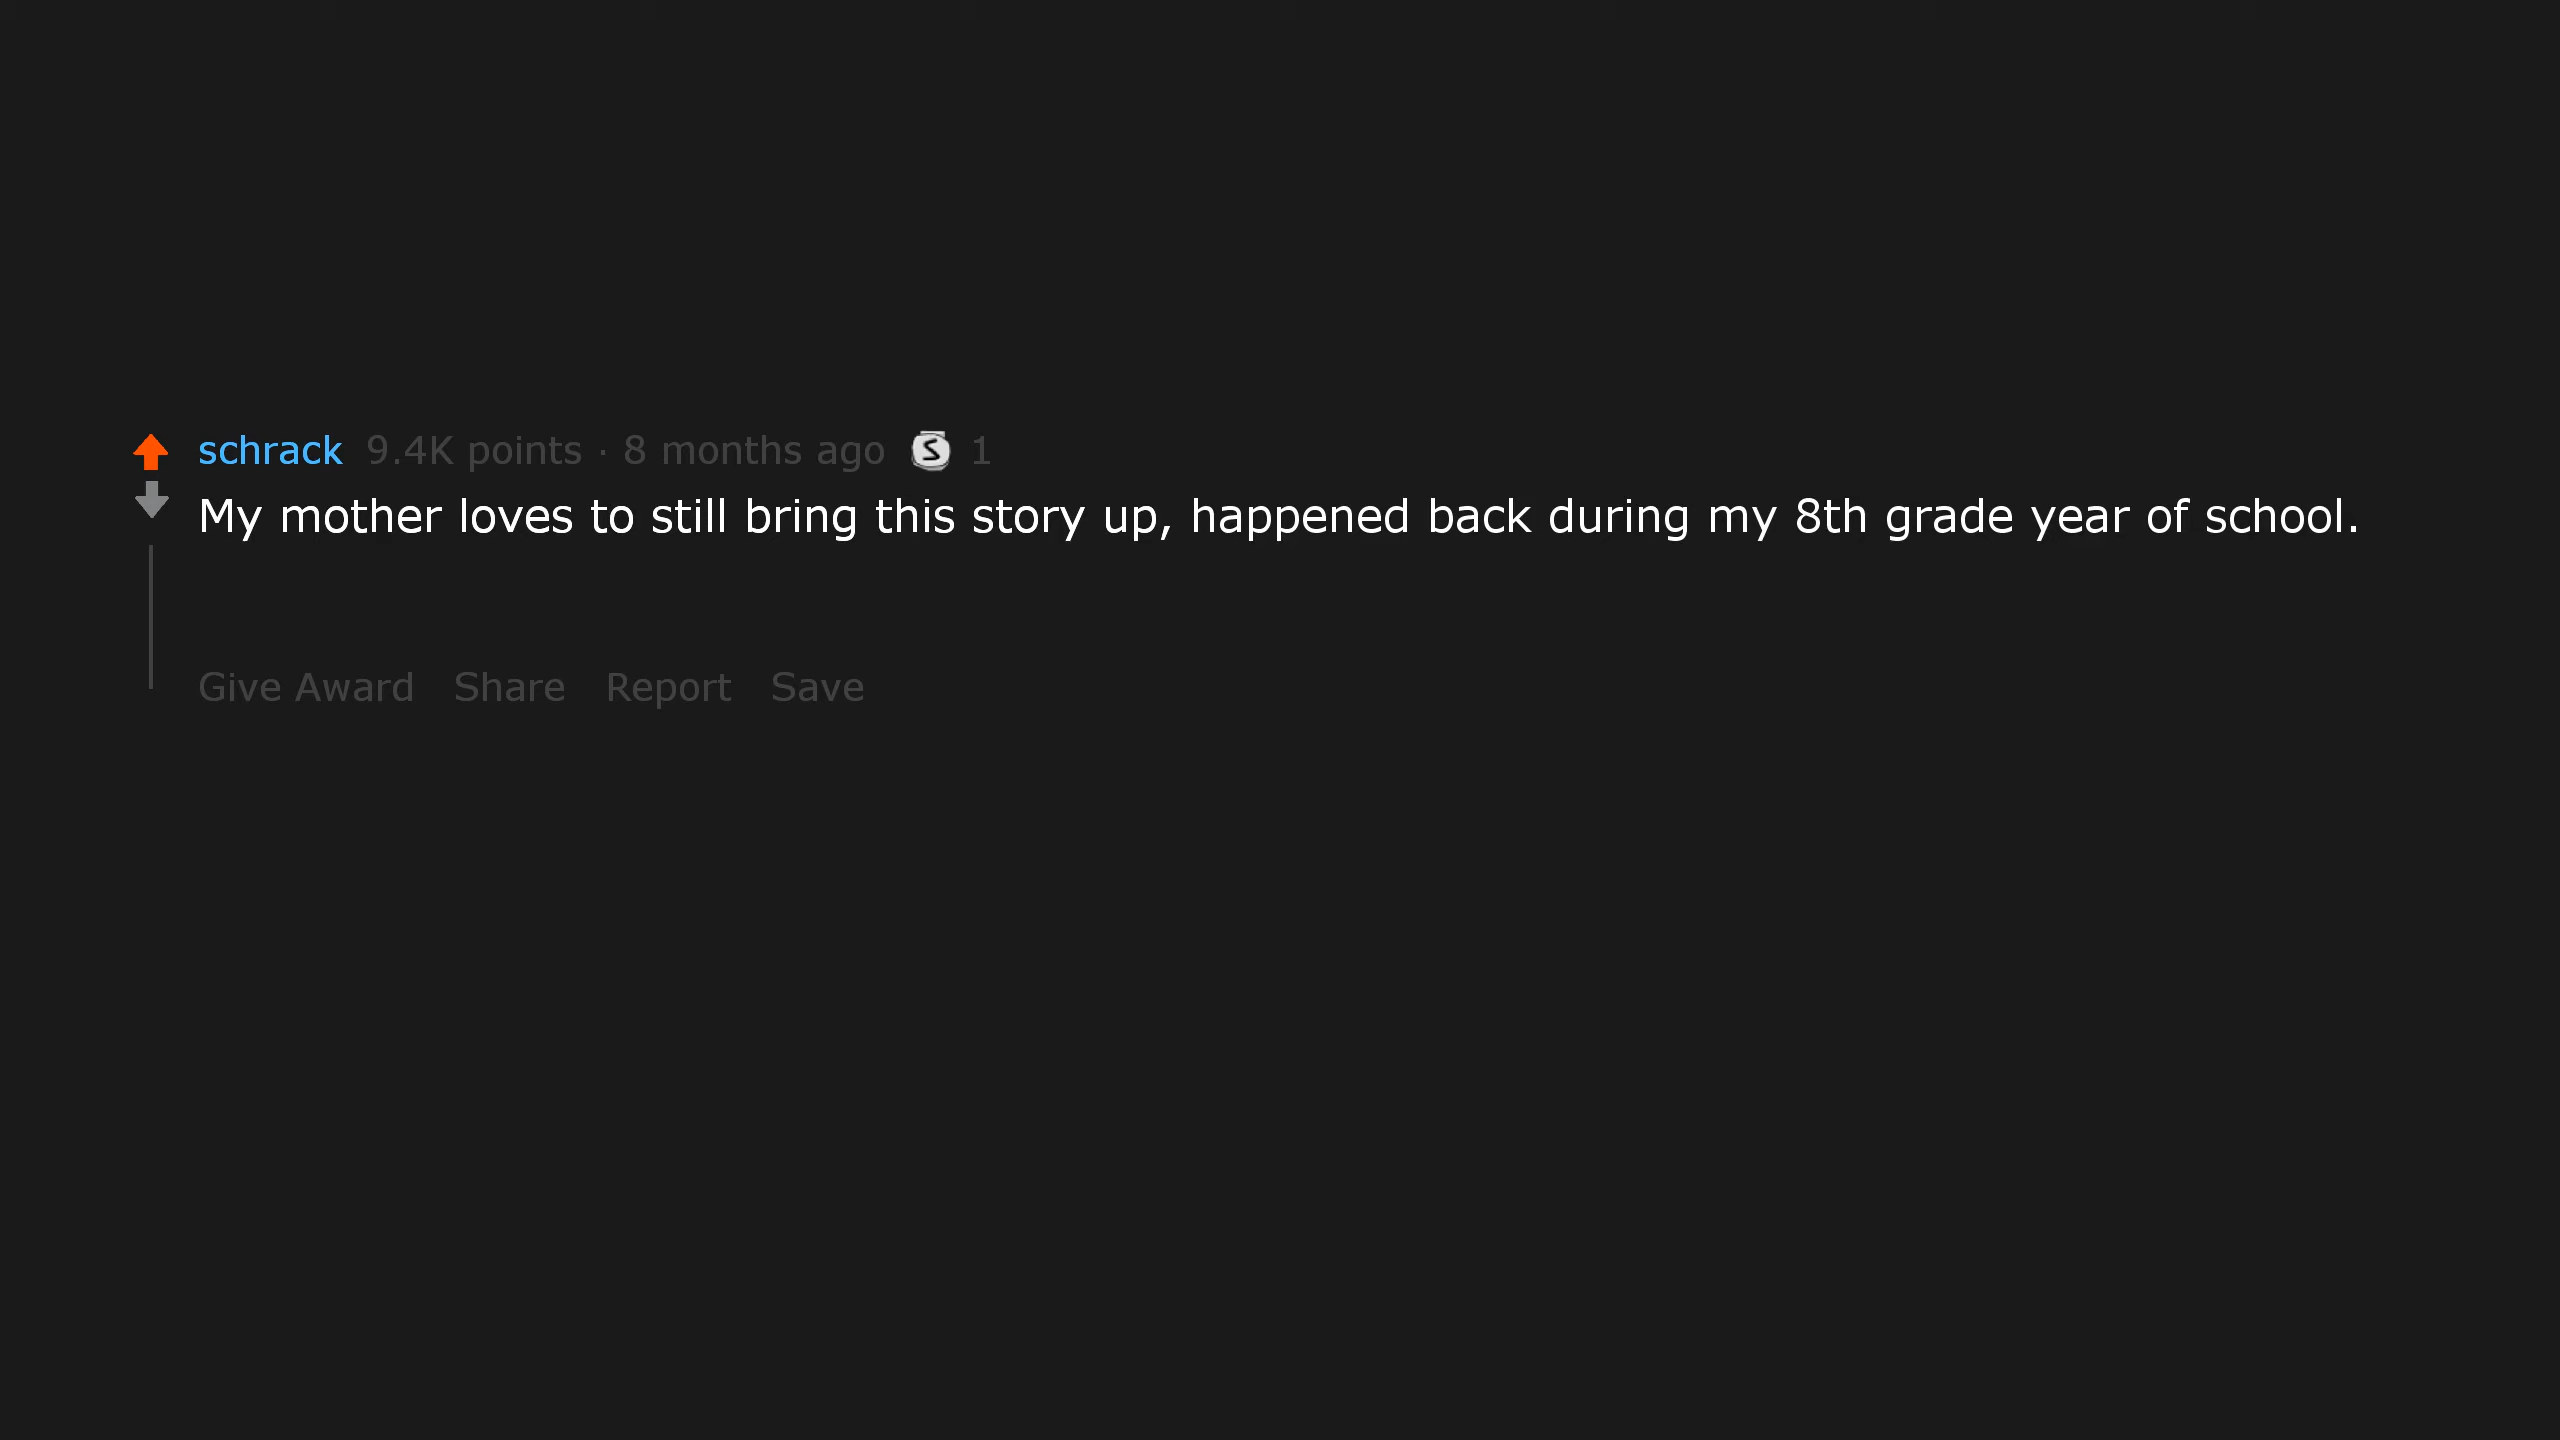 schrack 9.4K points · 8 months ago S 1
My mother loves to still bring this story up, happened back during my 8th grade year of school.
Give Award Share Report Save